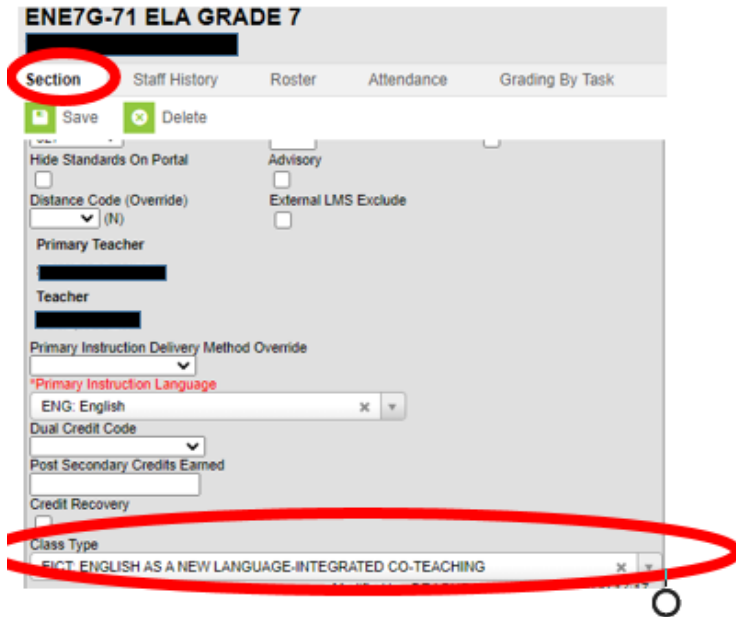 ENE7G-71 ELA GRADE 7
Section Staff History Roster Attendance Grading By Task
Save Delete
Hide Standards On Portal Advisory
Distance Code (Override) External LMS Exclude
(N)
Primary Teacher
Teacher
Primary Instruction Delivery Method Override
*Primary Instruction Language
ENG: English
Dual Credit Code
Post Secondary Credits Earned
Credit Recovery
Class Type
EICT: ENGLISH AS A NEW LANGUAGE-INTEGRATED CO-TEACHING